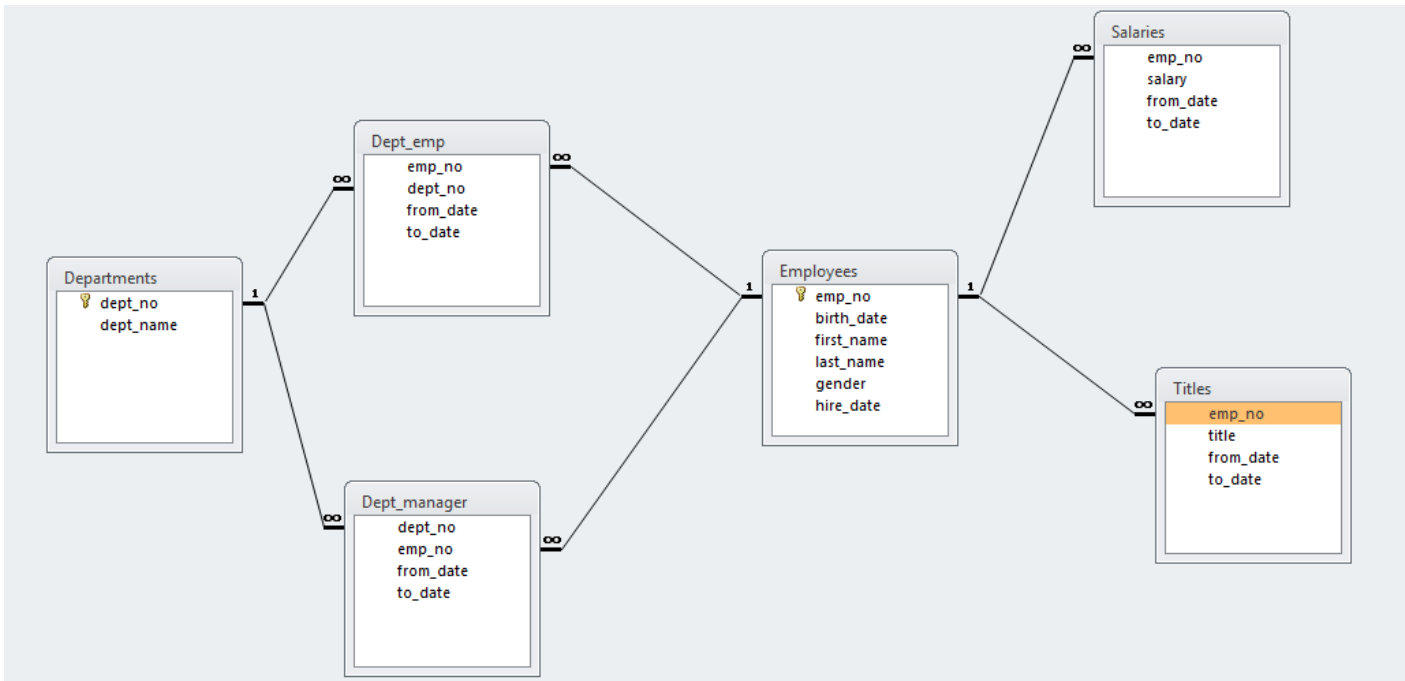 Departments
dept_no
dept_name
1
Dept_emp
emp_no
dept_no
from_date
to_date
∞
∞
Dept_manager
dept_no
emp_no
from_date
to_date
∞
∞
Employees
emp_no
birth_date
first_name
last_name
gender
hire_date
1
1
Salaries
emp_no
salary
from_date
to_date
∞
Titles
emp_no
title
from_date
to_date
∞